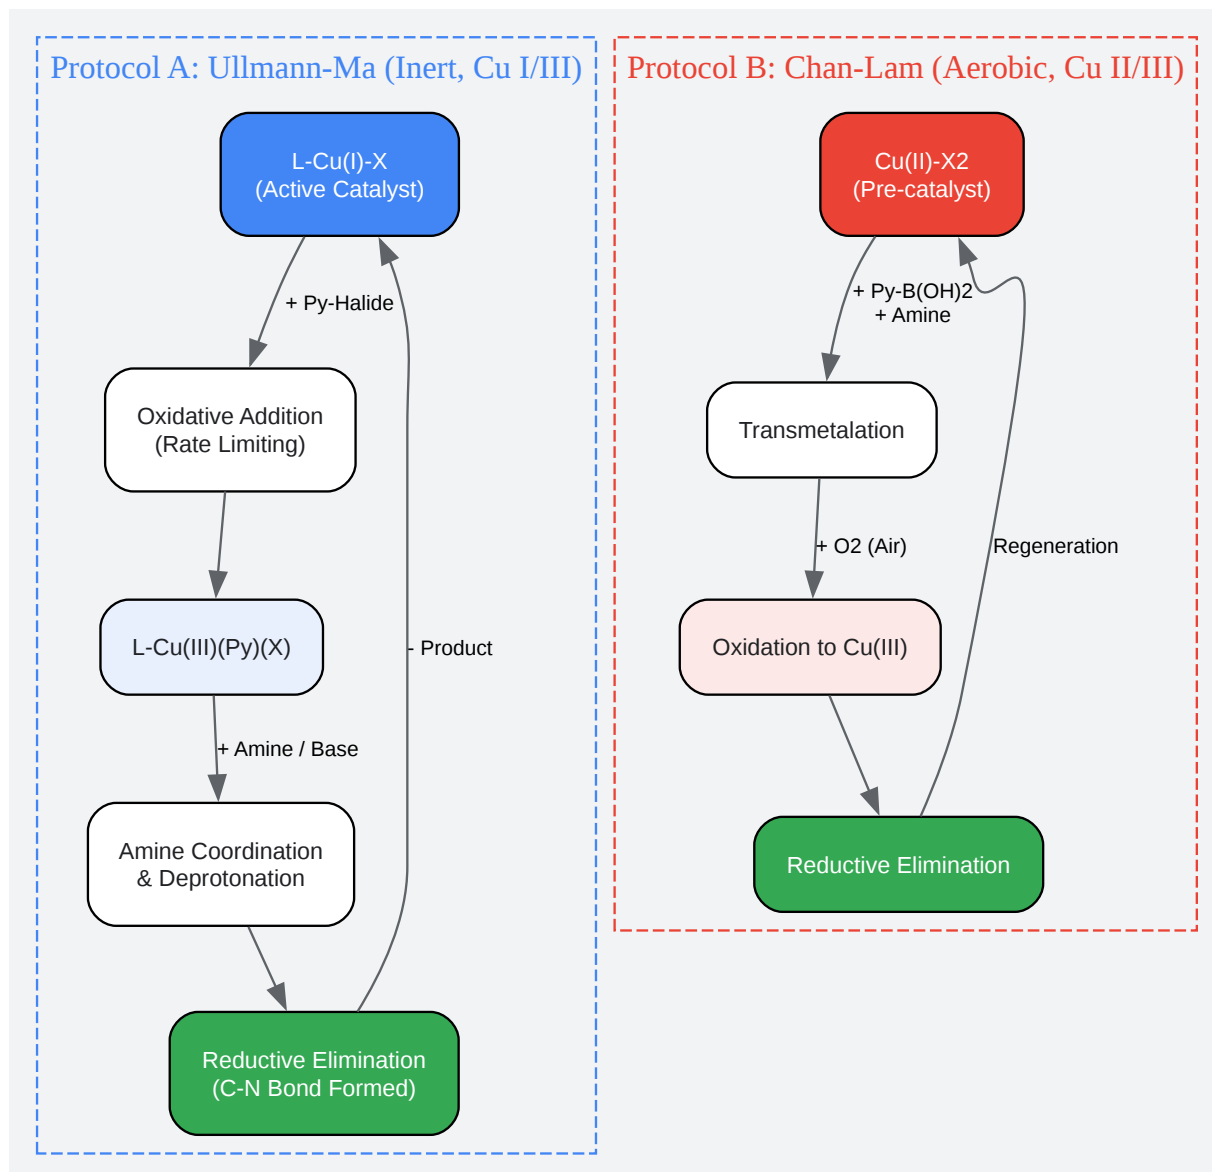 Protocol A: Ullmann-Ma (Inert, Cu I/III)
L-Cu(I)-X
(Active Catalyst)
+ Py-Halide
Oxidative Addition
(Rate Limiting)
L-Cu(III)(Py)(X)
- Product
+ Amine / Base
Amine Coordination
& Deprotonation
Reductive Elimination
(C-N Bond Formed)
Protocol B: Chan-Lam (Aerobic, Cu II/III)
Cu(II)-X2
(Pre-catalyst)
+ Py-B(OH)2
+ Amine
Transmetalation
+ O2 (Air)
Regeneration
Oxidation to Cu(III)
Reductive Elimination